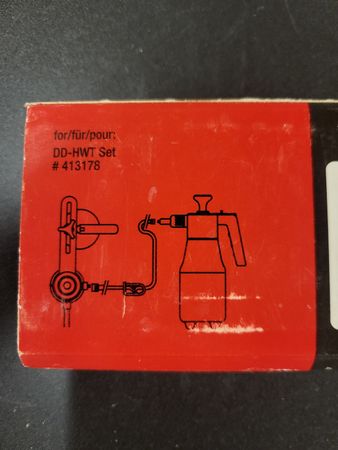 for/für/pour:
DD-HWT Set
# 413178